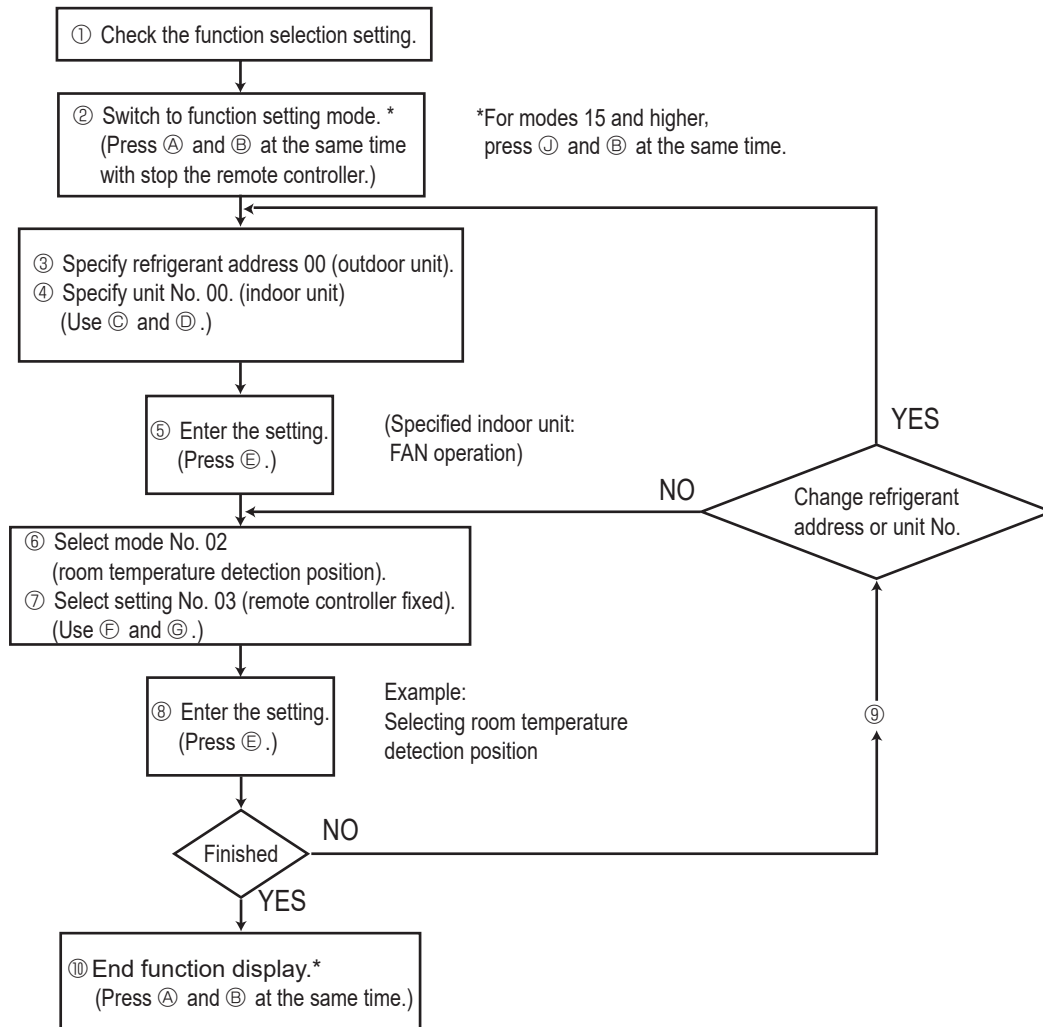 ① Check the function selection setting.
② Switch to function setting mode. *
(Press Ⓐ and Ⓑ at the same time
with stop the remote controller.)
*For modes 15 and higher,
press Ⓙ and Ⓑ at the same time.
③ Specify refrigerant address 00 (outdoor unit).
④ Specify unit No. 00. (indoor unit)
(Use Ⓒ and Ⓓ.)
⑤ Enter the setting.
(Press Ⓔ.)
(Specified indoor unit:
FAN operation)
YES
NO
Change refrigerant
address or unit No.
⑥ Select mode No. 02
(room temperature detection position).
⑦ Select setting No. 03 (remote controller fixed).
(Use Ⓕ and Ⓖ.)
⑧ Enter the setting.
(Press Ⓔ.)
Example:
Selecting room temperature
detection position
⑨
Finished
NO
YES
⑩ End function display.*
(Press Ⓐ and Ⓑ at the same time.)